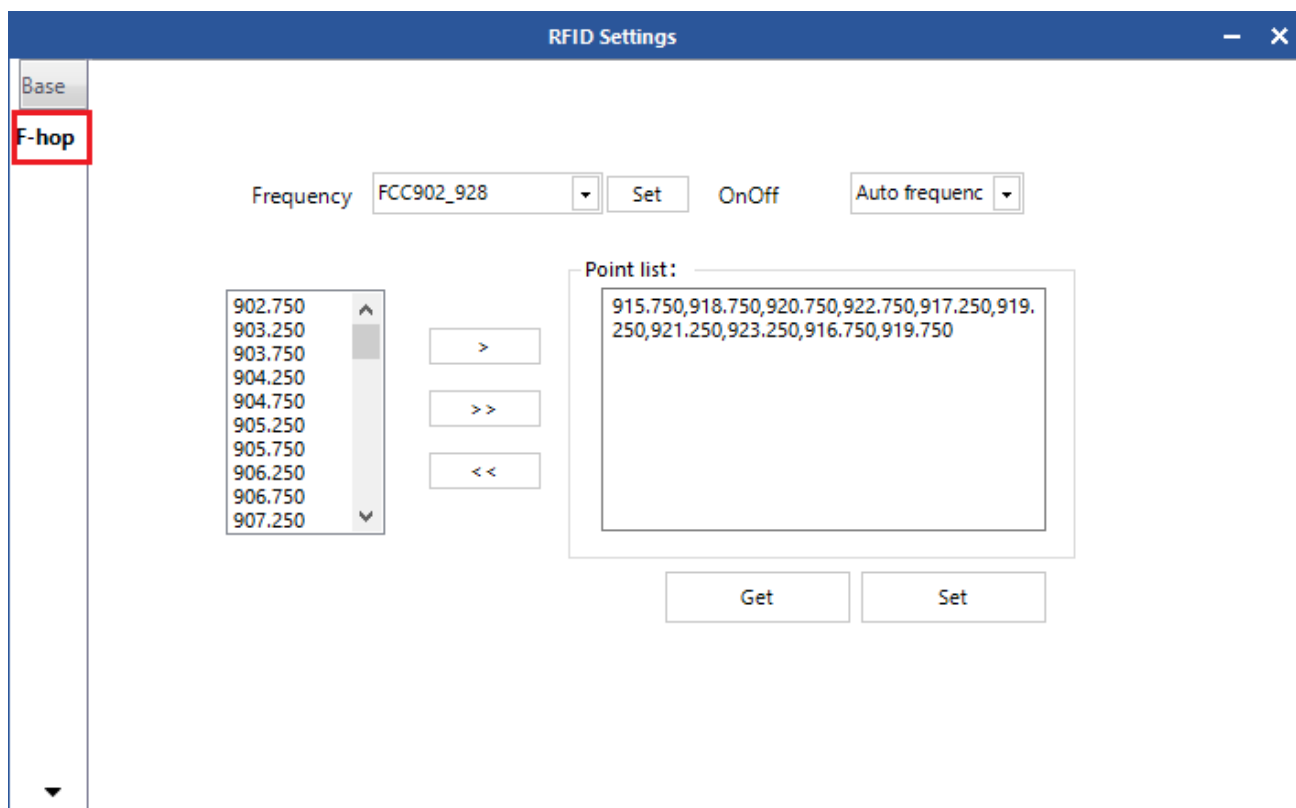 RFID Settings
Base
F-hop
Frequency FCC902_928 Set OnOff Auto frequenc
Point list:
902.750
903.250
903.750
904.250
904.750
905.250
905.750
906.250
906.750
907.250
>
>>
<<
915.750,918.750,920.750,922.750,917.250,919.
250,921.250,923.250,916.750,919.750
Get Set